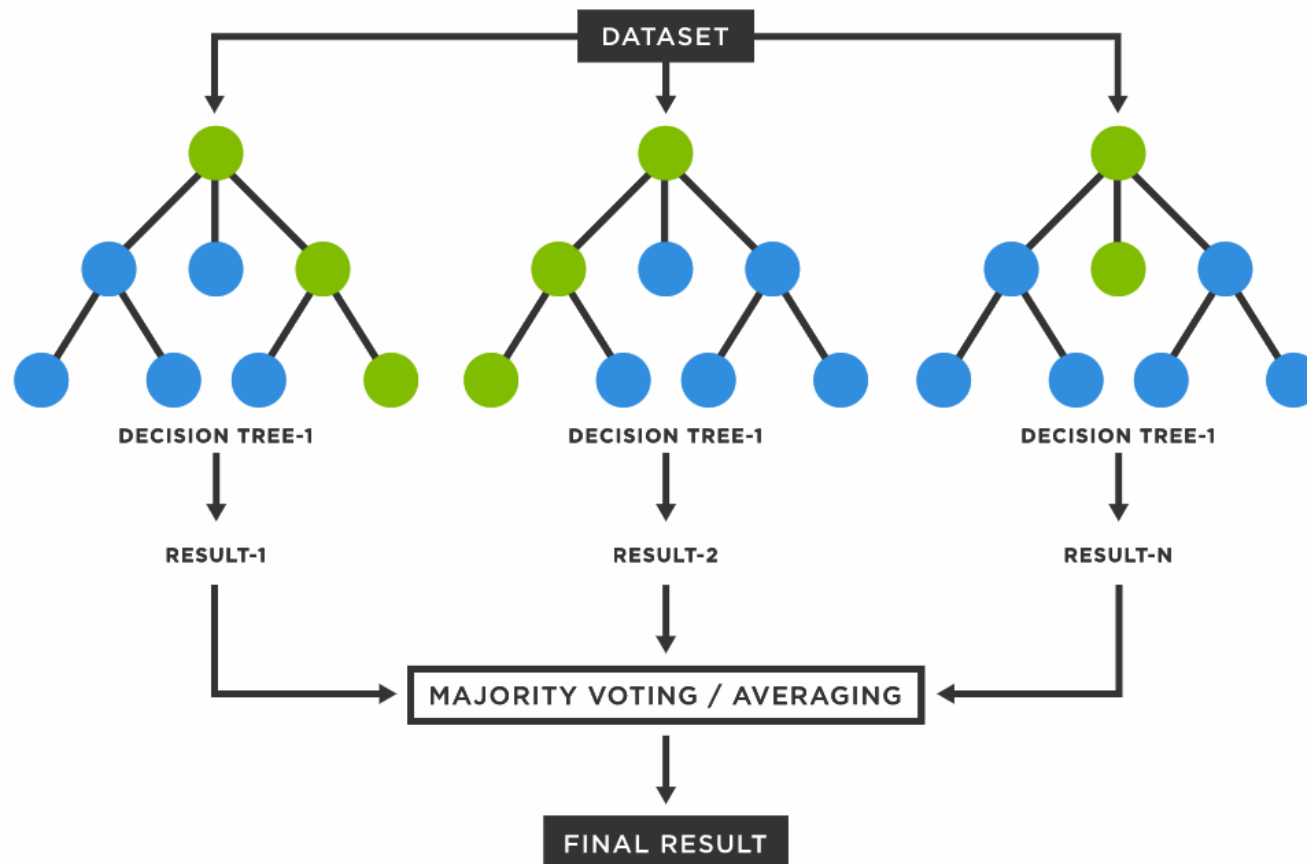 DATASET
DECISION TREE-1
DECISION TREE-1
DECISION TREE-1
RESULT-1
RESULT-2
RESULT-N
MAJORITY VOTING / AVERAGING
FINAL RESULT